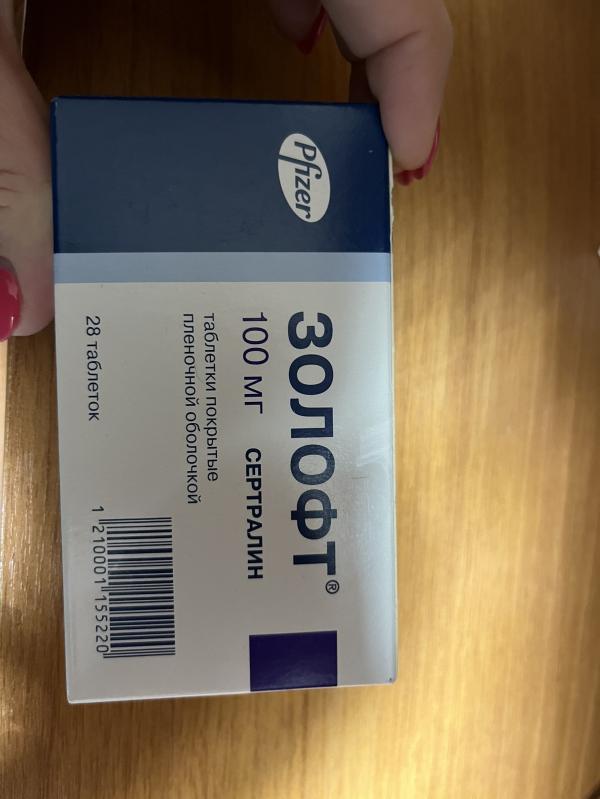 Pfizer
ЗОЛОФТ®
100 мг СЕРТРАЛИН
таблетки покрытые
пленочной оболочкой
28 таблеток
1 210001 155220